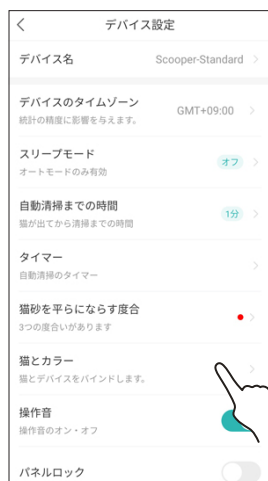 デバイス設定
デバイス名 Scooper-Standard
デバイスのタイムゾーン GMT+09:00
統計の精度に影響を与えます。
スリープモード オフ
オートモードのみ有効
自動清掃までの時間 1分
猫が出てから清掃までの時間
タイマー
自動清掃のタイマー
猫砂を平らにならす度合
3つの度合いがあります
猫とカラー
猫とデバイスをバインドします。
操作音
操作音のオン・オフ
パネルロック